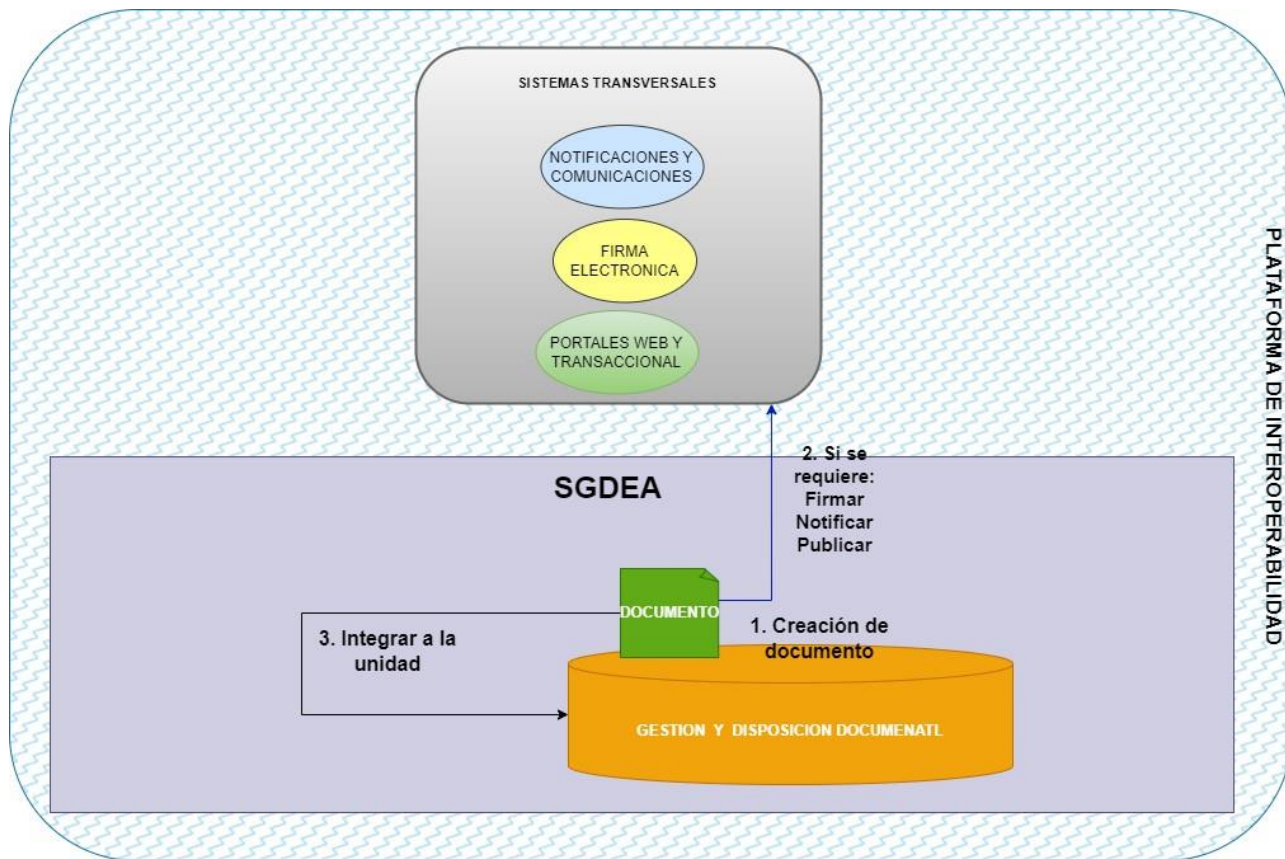 SISTEMAS TRANSVERSALES
NOTIFICACIONES Y
COMUNICACIONES
FIRMA
ELECTRONICA
PORTALES WEB Y
TRANSACCIONAL
PLATAFORMA DE INTEROPERABILIDAD
2. Si se
requiere:
Firmar
Notificar
Publicar
SGDEA
DOCUMENTO
1. Creación de
documento
3. Integrar a la
unidad
GESTION Y DISPOSICION DOCUMENATL